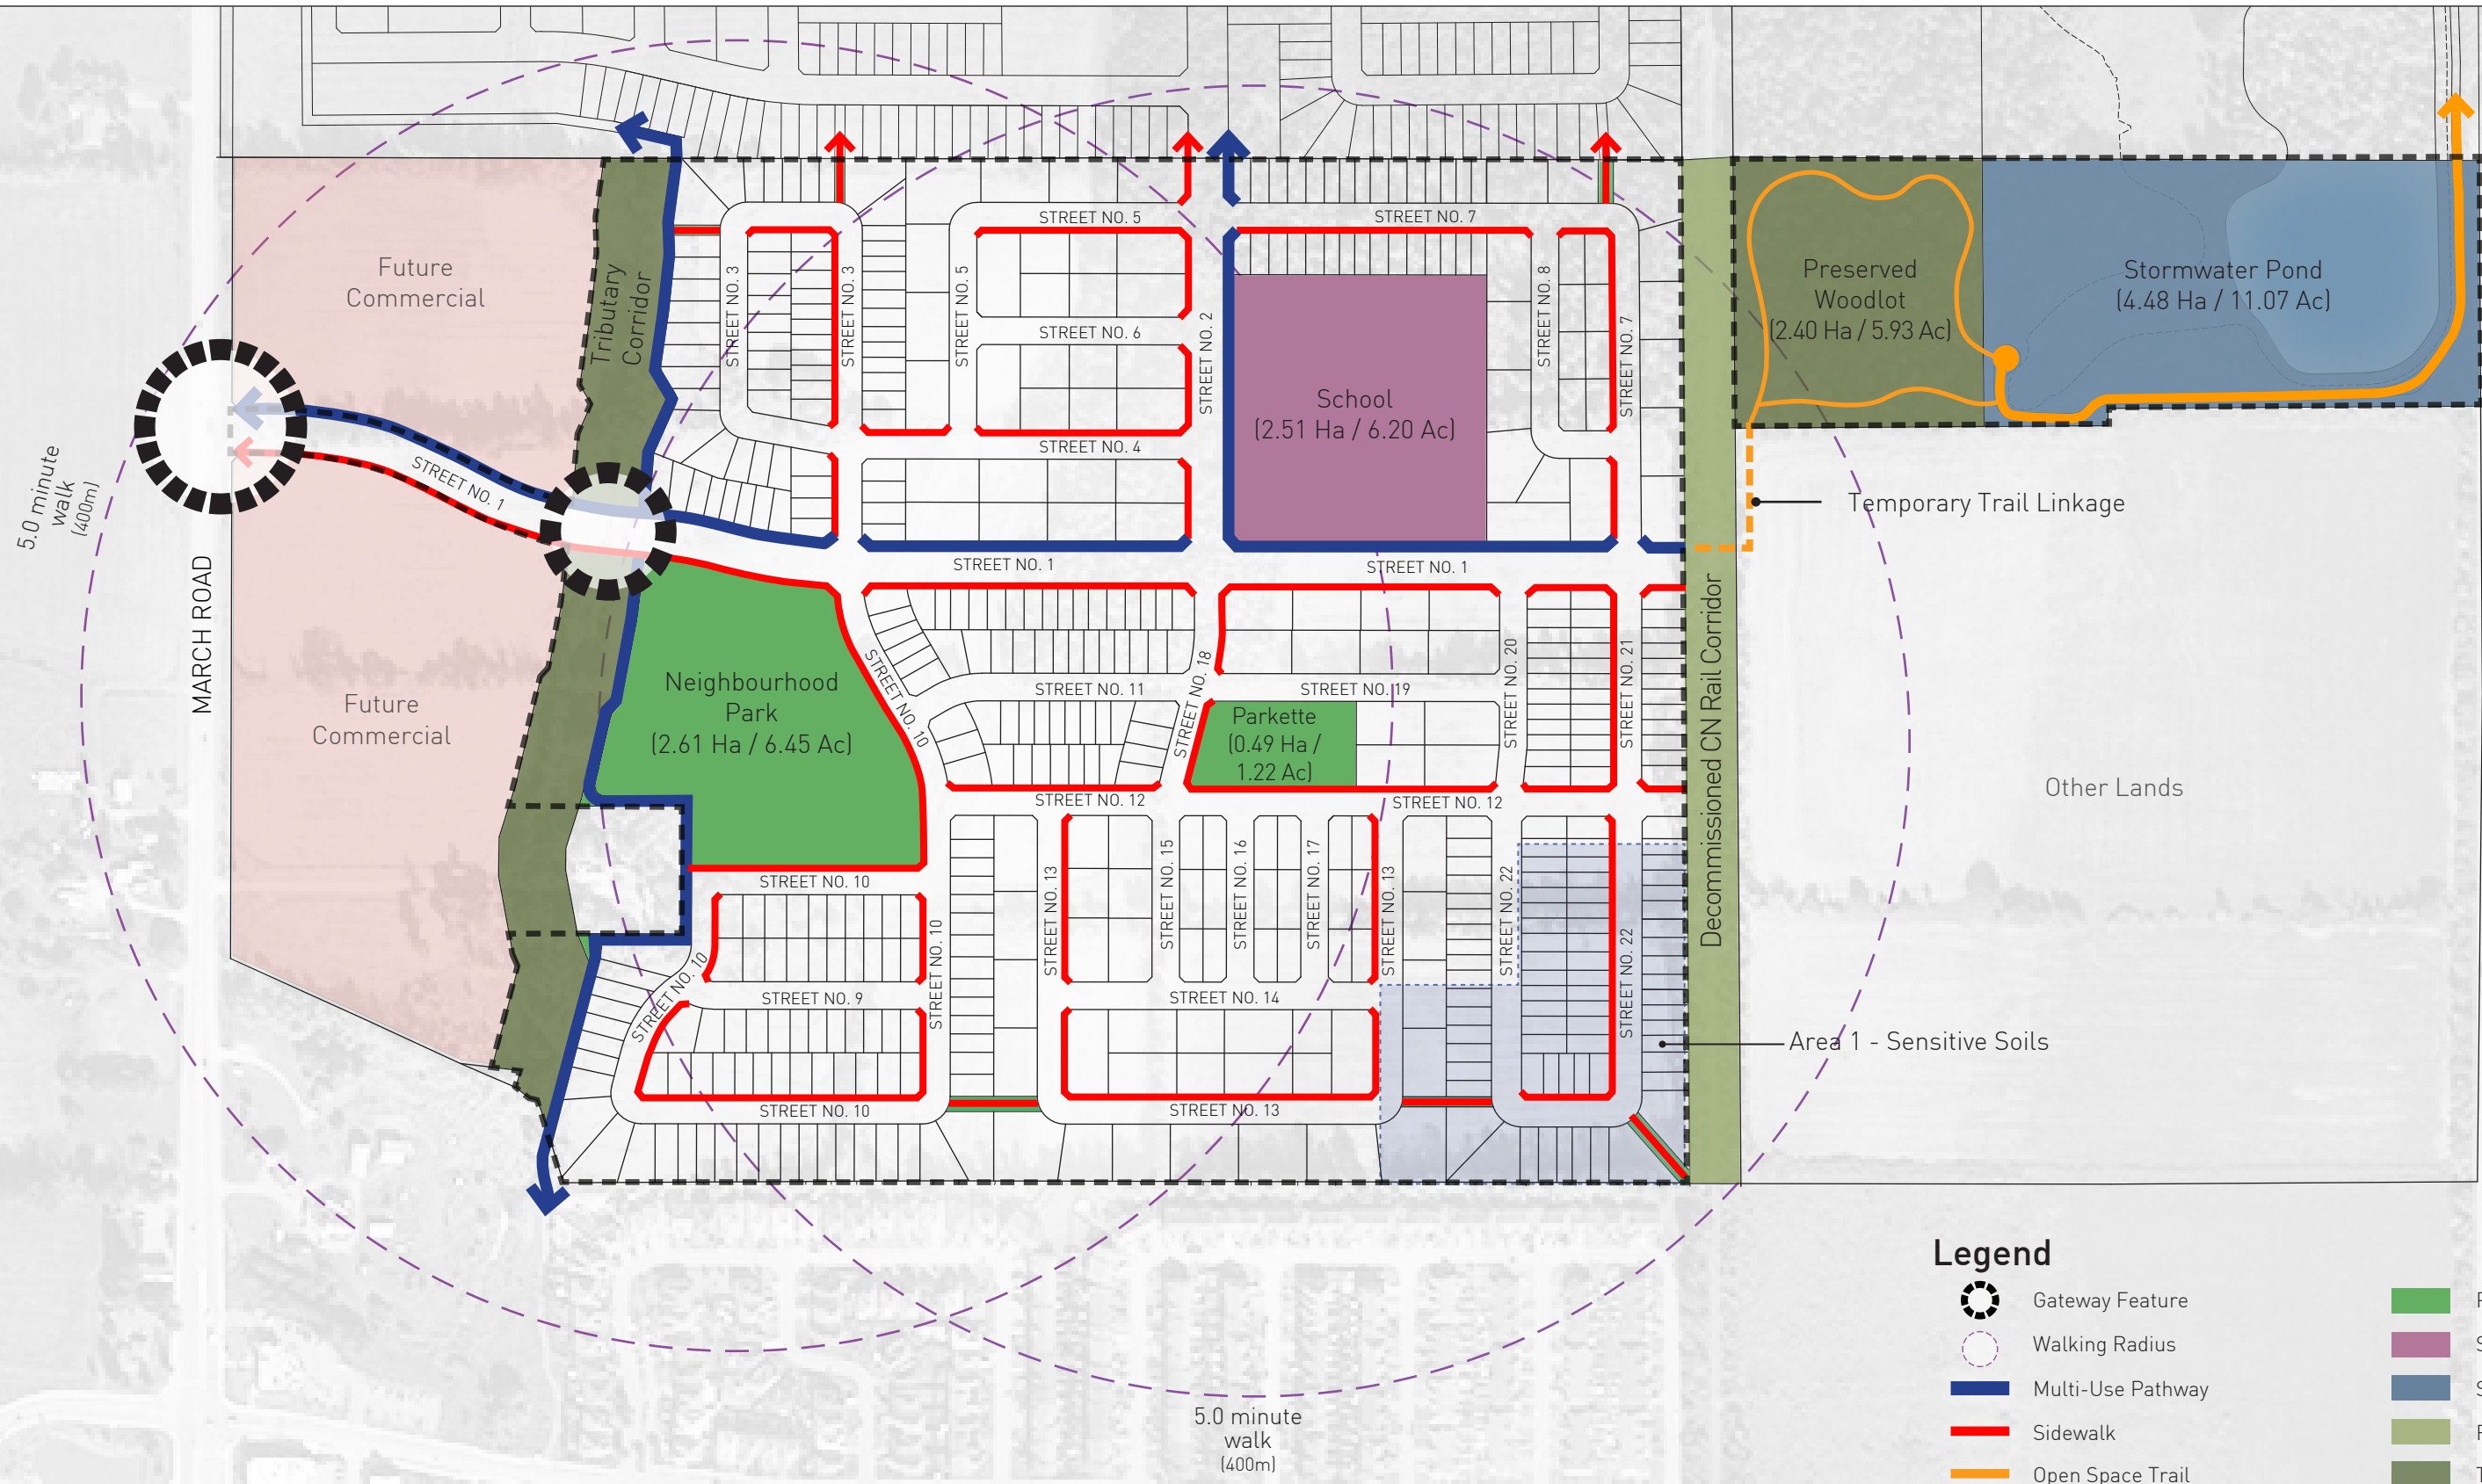 STREET NO. 5
STREET NO. 7
Future
Commercial
Tributary
Corridor
STREET NO. 3
STREET NO. 3
STREET NO. 5
STREET NO. 6
STREET NO. 2
STREET NO. 8
STREET NO. 7
Preserved
Woodlot
(2.40 Ha / 5.93 Ac)
Stormwater Pond
(4.48 Ha / 11.07 Ac)
School
(2.51 Ha / 6.20 Ac)
STREET NO. 4
5.0 minute
walk
(400m)
STREET NO. 1
Temporary Trail Linkage
STREET NO. 1
STREET NO. 1
MARCH ROAD
Decommissioned CN Rail Corridor
Neighbourhood
Park
(2.61 Ha / 6.45 Ac)
Future
Commercial
STREET NO. 10
STREET NO. 11
STREET NO. 18
STREET NO. 19
STREET NO. 20
STREET NO. 21
Parkette
(0.49 Ha /
1.22 Ac)
Other Lands
STREET NO. 12
STREET NO. 12
STREET NO. 10
STREET NO. 10
STREET NO. 13
STREET NO. 15
STREET NO. 16
STREET NO. 17
STREET NO. 13
STREET NO. 22
STREET NO. 22
STREET NO. 10
STREET NO. 9
STREET NO. 14
Area 1 - Sensitive Soils
STREET NO. 10
STREET NO. 13
5.0 minute
walk
(400m)
Legend
Gateway Feature
Walking Radius
Multi-Use Pathway
Sidewalk
Open Space Trail